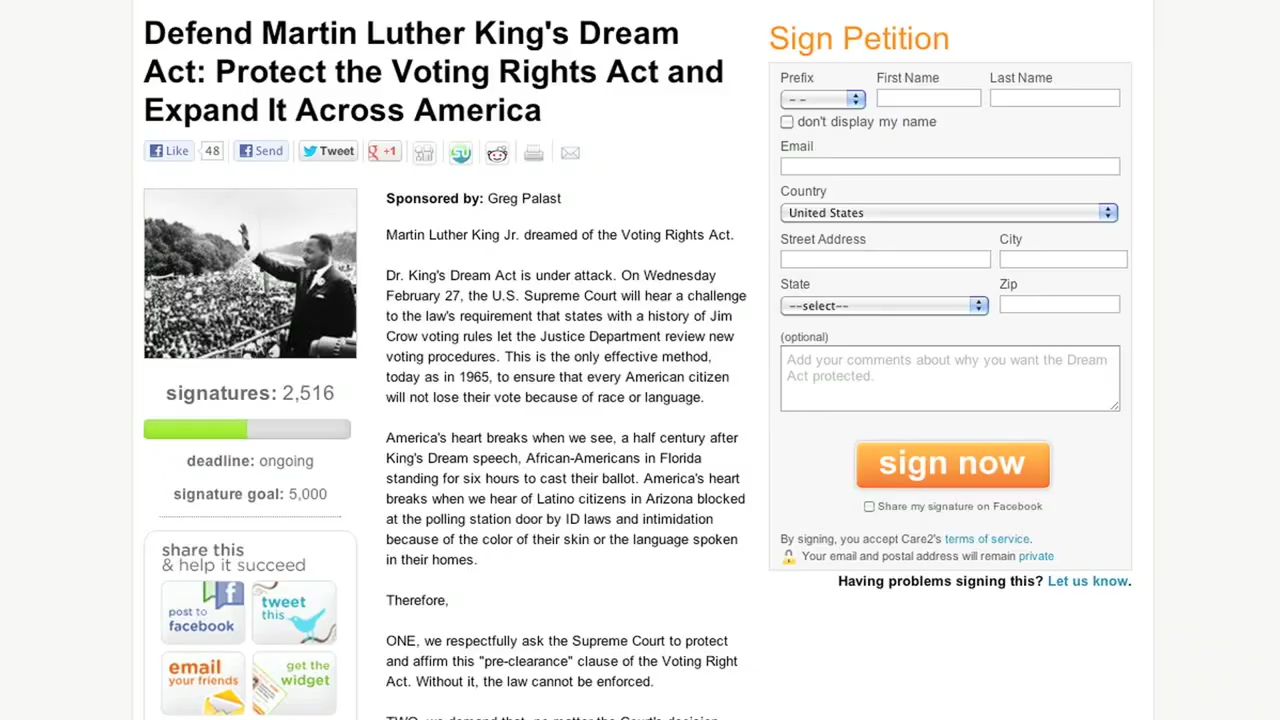 Defend Martin Luther King's Dream
Act: Protect the Voting Rights Act and
Expand It Across America
Like 48 Send Tweet +1
Sponsored by: Greg Palast
Martin Luther King Jr. dreamed of the Voting Rights Act.
Dr. King's Dream Act is under attack. On Wednesday
February 27, the U.S. Supreme Court will hear a challenge
to the law's requirement that states with a history of Jim
Crow voting rules let the Justice Department review new
voting procedures. This is the only effective method,
today as in 1965, to ensure that every American citizen
will not lose their vote because of race or language.
America's heart breaks when we see, a half century after
King's Dream speech, African-Americans in Florida
standing for six hours to cast their ballot. America's heart
breaks when we hear of Latino citizens in Arizona blocked
at the polling station door by ID laws and intimidation
because of the color of their skin or the language spoken
in their homes.
Therefore,
ONE, we respectfully ask the Supreme Court to protect
and affirm this "pre-clearance" clause of the Voting Right
Act. Without it, the law cannot be enforced.
TWO, we demand that, no matter the Court's decision,
signatures: 2,516
deadline: ongoing
signature goal: 5,000
share this
& help it succeed
post to
facebook
tweet
this
email
your friends
get the
widget
Sign Petition
Prefix First Name Last Name
- -
don't display my name
Email
Country
United States
Street Address City
State Zip
--select--
(optional)
Add your comments about why you want the Dream
Act protected.
sign now
Share my signature on Facebook
By signing, you accept Care2's terms of service.
Your email and postal address will remain private
Having problems signing this? Let us know.